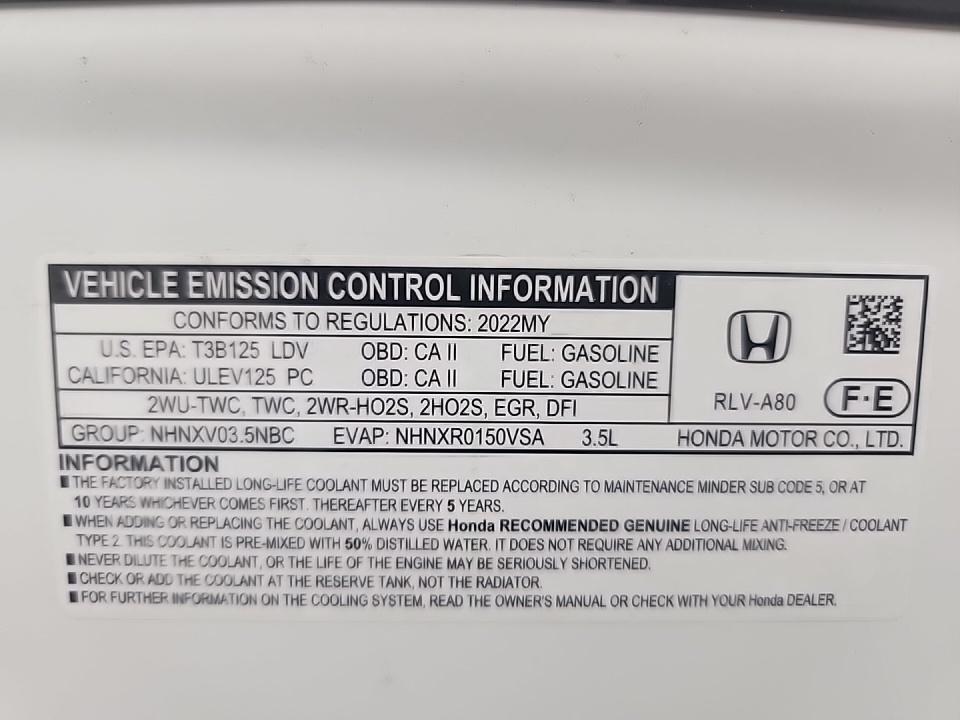 VEHICLE EMISSION CONTROL INFORMATION
CONFORMS TO REGULATIONS: 2022MY
U.S. EPA: T3B125 LDV OBD: CA II FUEL: GASOLINE
CALIFORNIA: ULEV125 PC OBD: CA II FUEL: GASOLINE
2WU-TWC, TWC, 2WR-HO2S, 2HO2S, EGR, DFI
GROUP: NHNXV03.5NBC EVAP: NHNXR0150VSA 3.5L
RLV-A80 F·E
HONDA MOTOR CO., LTD.
INFORMATION
∎ THE FACTORY INSTALLED LONG-LIFE COOLANT MUST BE REPLACED ACCORDING TO MAINTENANCE MINDER SUB CODE 5, OR AT
10 YEARS WHICHEVER COMES FIRST. THEREAFTER EVERY 5 YEARS.
∎ WHEN ADDING OR REPLACING THE COOLANT, ALWAYS USE Honda RECOMMENDED GENUINE LONG-LIFE ANTI-FREEZE / COOLANT
TYPE 2. THIS COOLANT IS PRE-MIXED WITH 50% DISTILLED WATER. IT DOES NOT REQUIRE ANY ADDITIONAL MIXING.
∎ NEVER DILUTE THE COOLANT, OR THE LIFE OF THE ENGINE MAY BE SERIOUSLY SHORTENED.
∎ CHECK OR ADD THE COOLANT AT THE RESERVE TANK, NOT THE RADIATOR.
∎ FOR FURTHER INFORMATION ON THE COOLING SYSTEM, READ THE OWNER'S MANUAL OR CHECK WITH YOUR Honda DEALER.